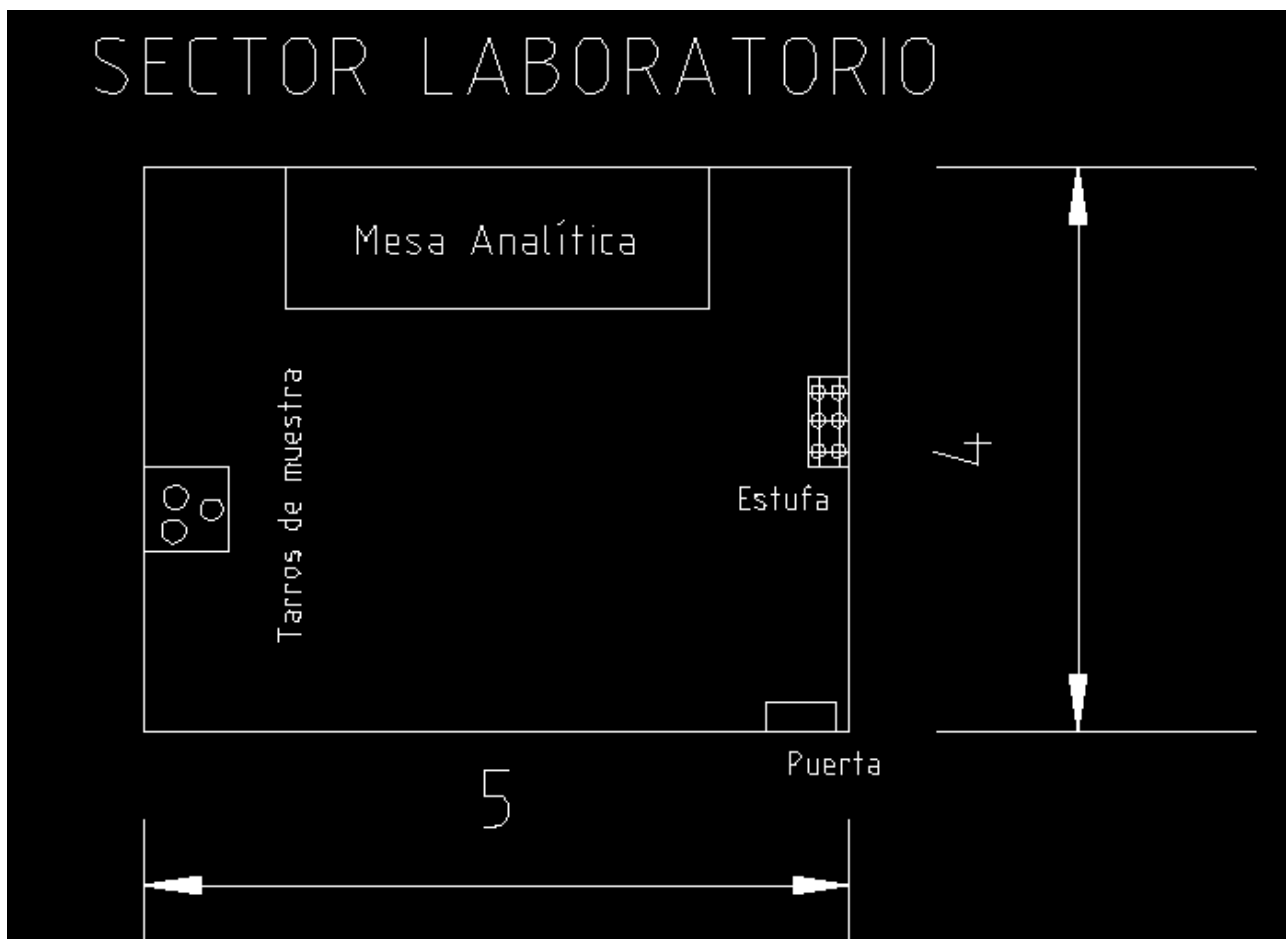 SECTOR LABORATORIO
Mesa Analítica
Tarros de muestra
Estufa
4
Puerta
5